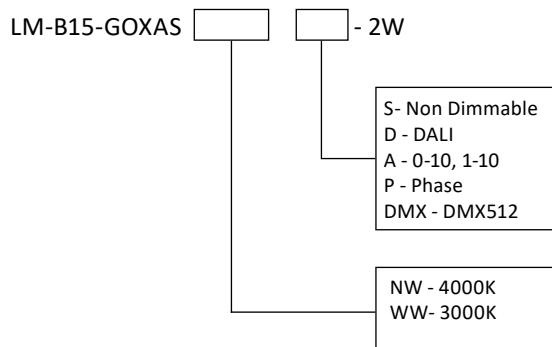 LM-B15-GOXAS - 2W
S- Non Dimmable
D - DALI
A - 0-10, 1-10
P - Phase
DMX - DMX512
NW - 4000K
WW- 3000K